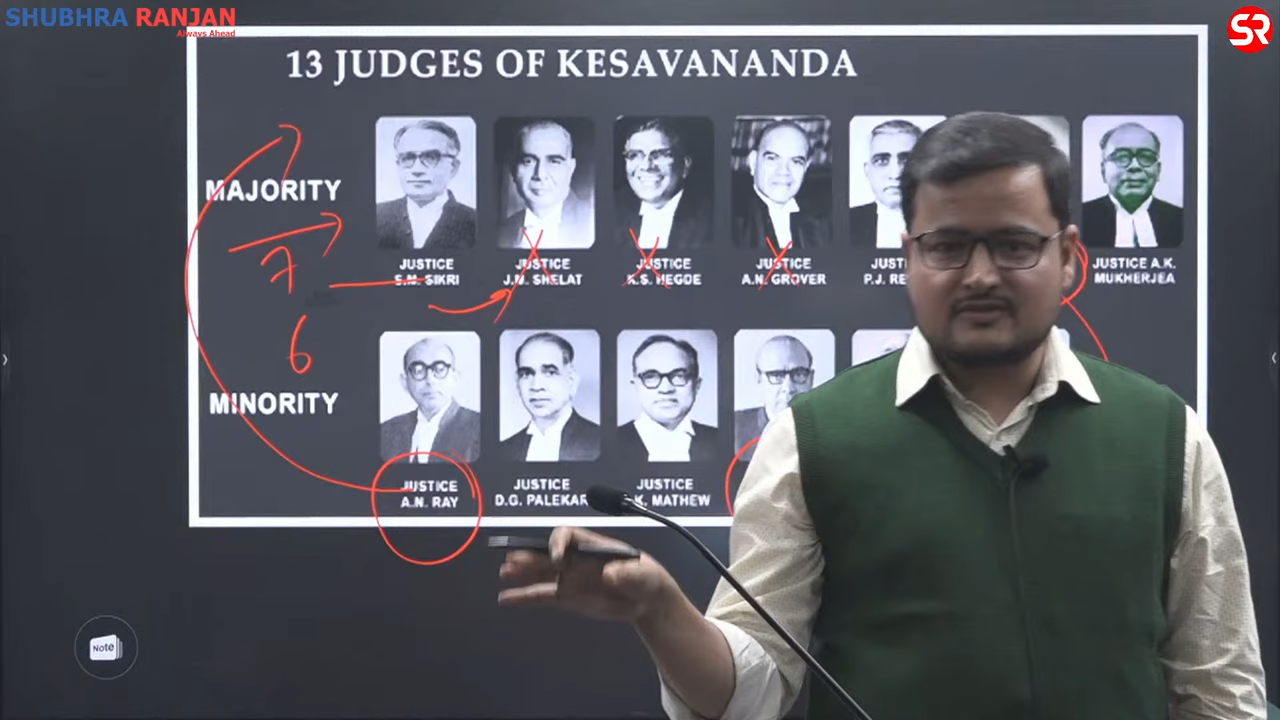 SHUBHRA RANJAN
Always Ahead
SR
13 JUDGES OF KESAVANANDA
MAJORITY
JUSTICE
S.M. SIKRI
JUSTICE
J.M. SHELAT
JUSTICE
K.S. HEGDE
JUSTICE
A.N. GROVER
P.J.
JUSTICE A.K.
MUKHERJEA
7
6
MINORITY
JUSTICE
A.N. RAY
JUSTICE
D.G. PALEKAR
JUSTICE
K. MATHEW
Note